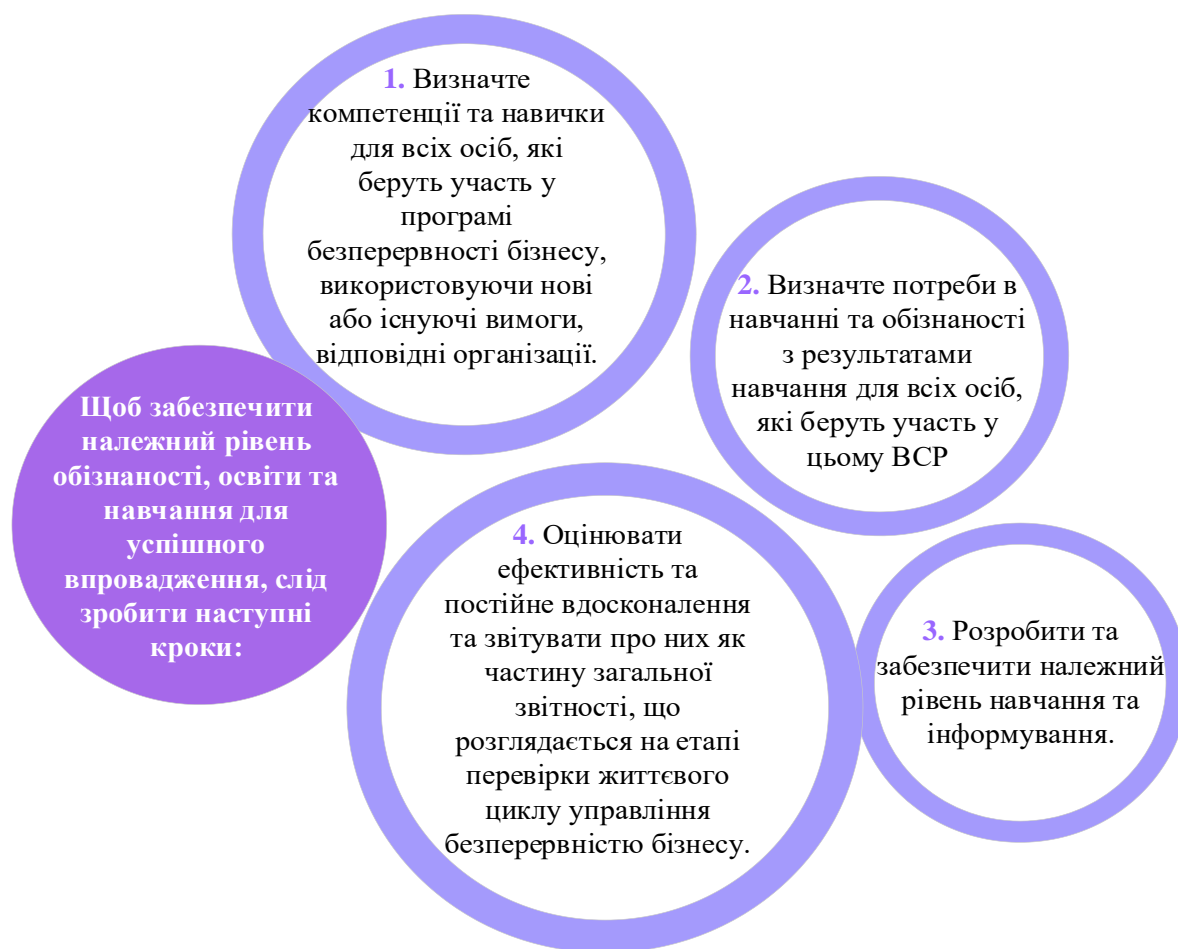 Щоб забезпечити
належний рівень
обізнаності, освіти та
навчання для
успішного
впровадження, слід
зробити наступні
кроки:
1. Визначте
компетенції та навички
для всіх осіб, які
беруть участь у
програмі
безперервності бізнесу,
використовуючи нові
або існуючі вимоги,
відповідні організації.
2. Визначте потреби в
навчанні та обізнаності
з результатами
навчання для всіх осіб,
які беруть участь у
цьому ВСР
3. Розробити та
забезпечити належний
рівень навчання та
інформування.
4. Оцінювати
ефективність та
постійне вдосконалення
та звітувати про них як
частину загальної
звітності, що
розглядається на етапі
перевірки життєвого
циклу управління
безперервністю бізнесу.